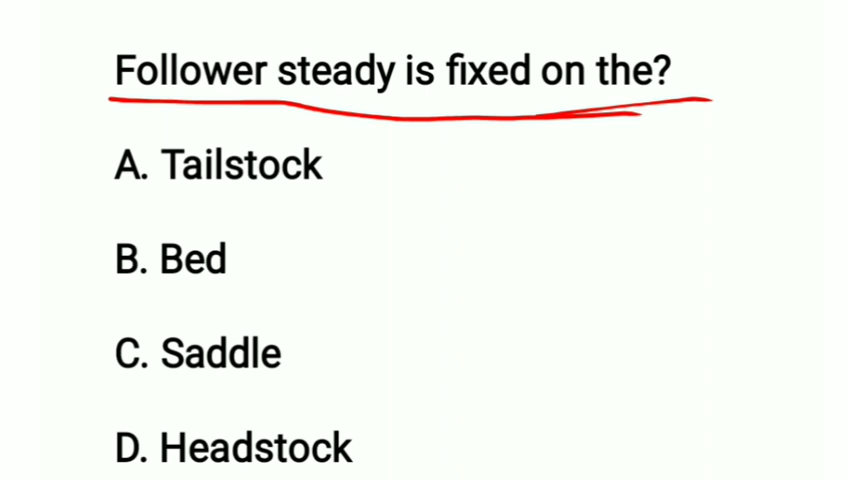 Follower steady is fixed on the?
A. Tailstock
B. Bed
C. Saddle
D. Headstock